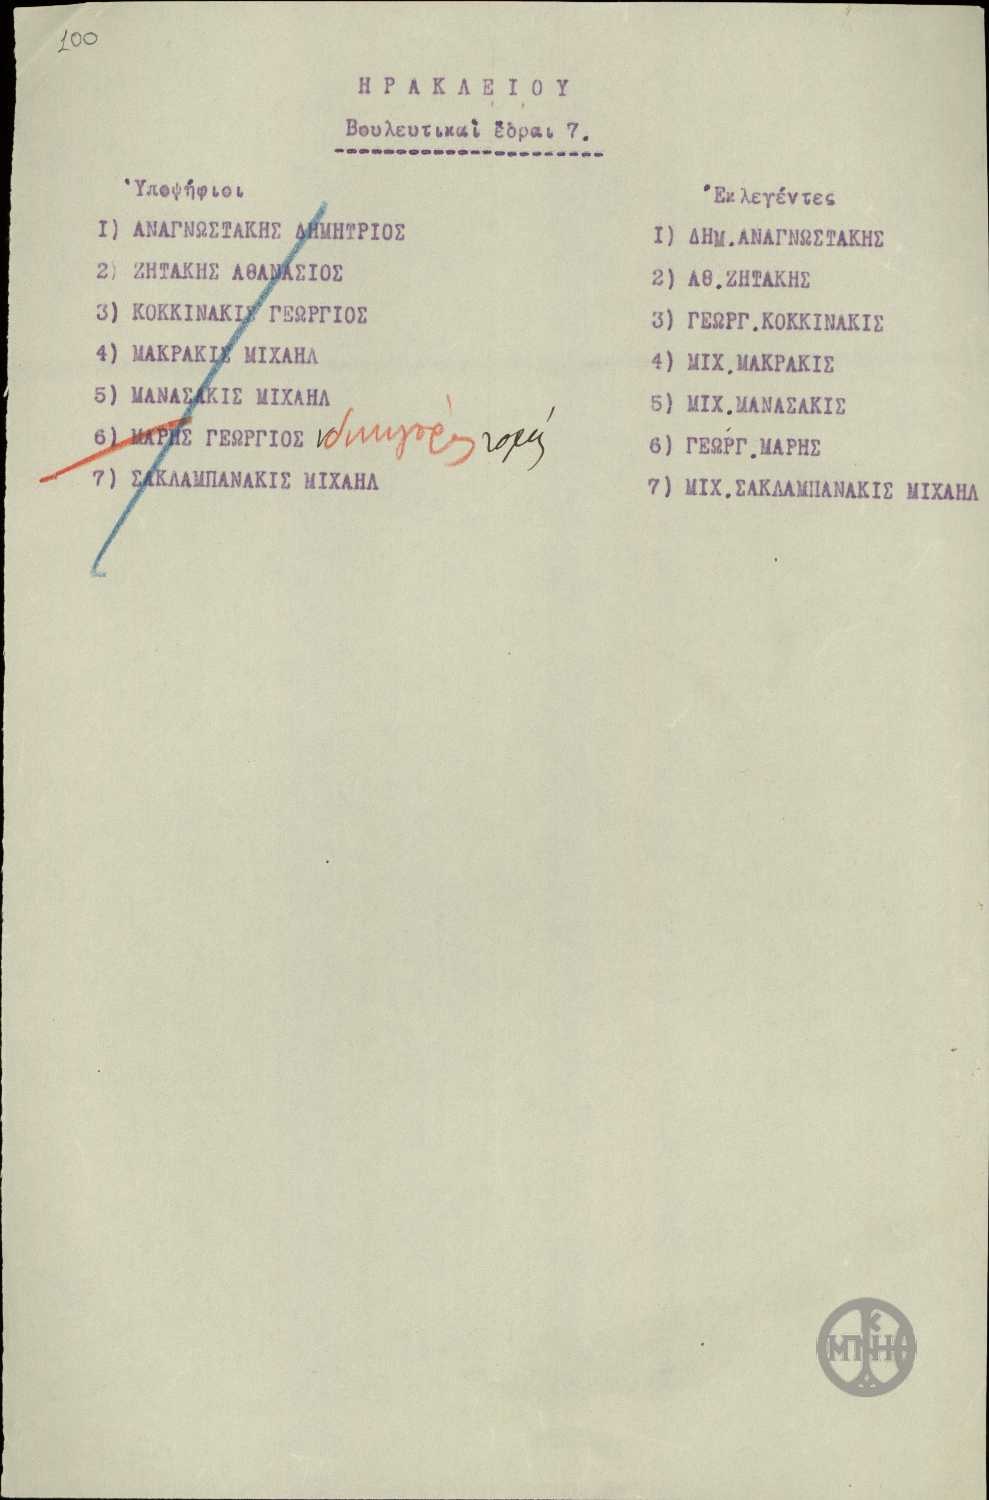 100
ΗΡΑΚΛΕΙΟΥ
Βουλευτικαὶ ἕδραι 7.
Ὑποψήφιοι
1) ΑΝΑΓΝΩΣΤΑΚΗΣ ΔΗΜΗΤΡΙΟΣ
2) ΖΗΤΑΚΗΣ ΑΘΑΝΑΣΙΟΣ
3) ΚΟΚΚΙΝΑΚΙΣ ΓΕΩΡΓΙΟΣ
4) ΜΑΚΡΑΚΙΣ ΜΙΧΑΗΛ
5) ΜΑΝΑΣΑΚΙΣ ΜΙΧΑΗΛ
6) ΜΑΡΗΣ ΓΕΩΡΓΙΟΣ
7) ΣΑΚΛΑΜΠΑΝΑΚΙΣ ΜΙΧΑΗΛ
Ἐκλεγέντες
1) ΔΗΜ.ΑΝΑΓΝΩΣΤΑΚΗΣ
2) ΑΘ.ΖΗΤΑΚΗΣ
3) ΓΕΩΡΓ.ΚΟΚΚΙΝΑΚΙΣ
4) ΜΙΧ.ΜΑΚΡΑΚΙΣ
5) ΜΙΧ.ΜΑΝΑΣΑΚΙΣ
6) ΓΕΩΡΓ.ΜΑΡΗΣ
7) ΜΙΧ.ΣΑΚΛΑΜΠΑΝΑΚΙΣ ΜΙΧΑΗΛ